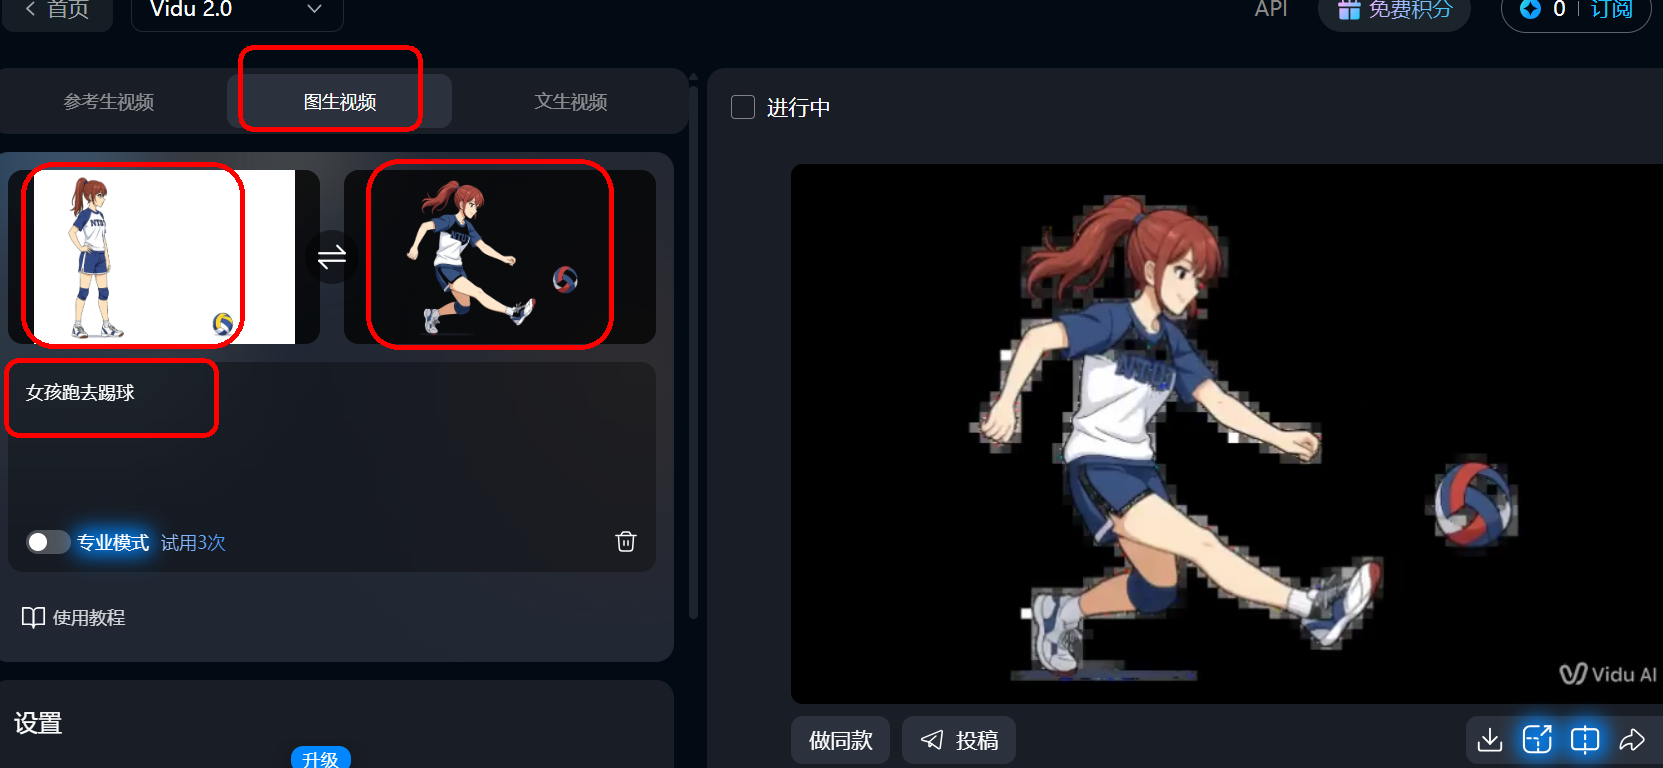 首页
Vidu 2.0
API
免费积分
0
订阅
参考生视频
图生视频
文生视频
进行中
女孩跑去踢球
专业模式
试用3次
使用教程
设置
升级
Vidu AI
做同款
投稿